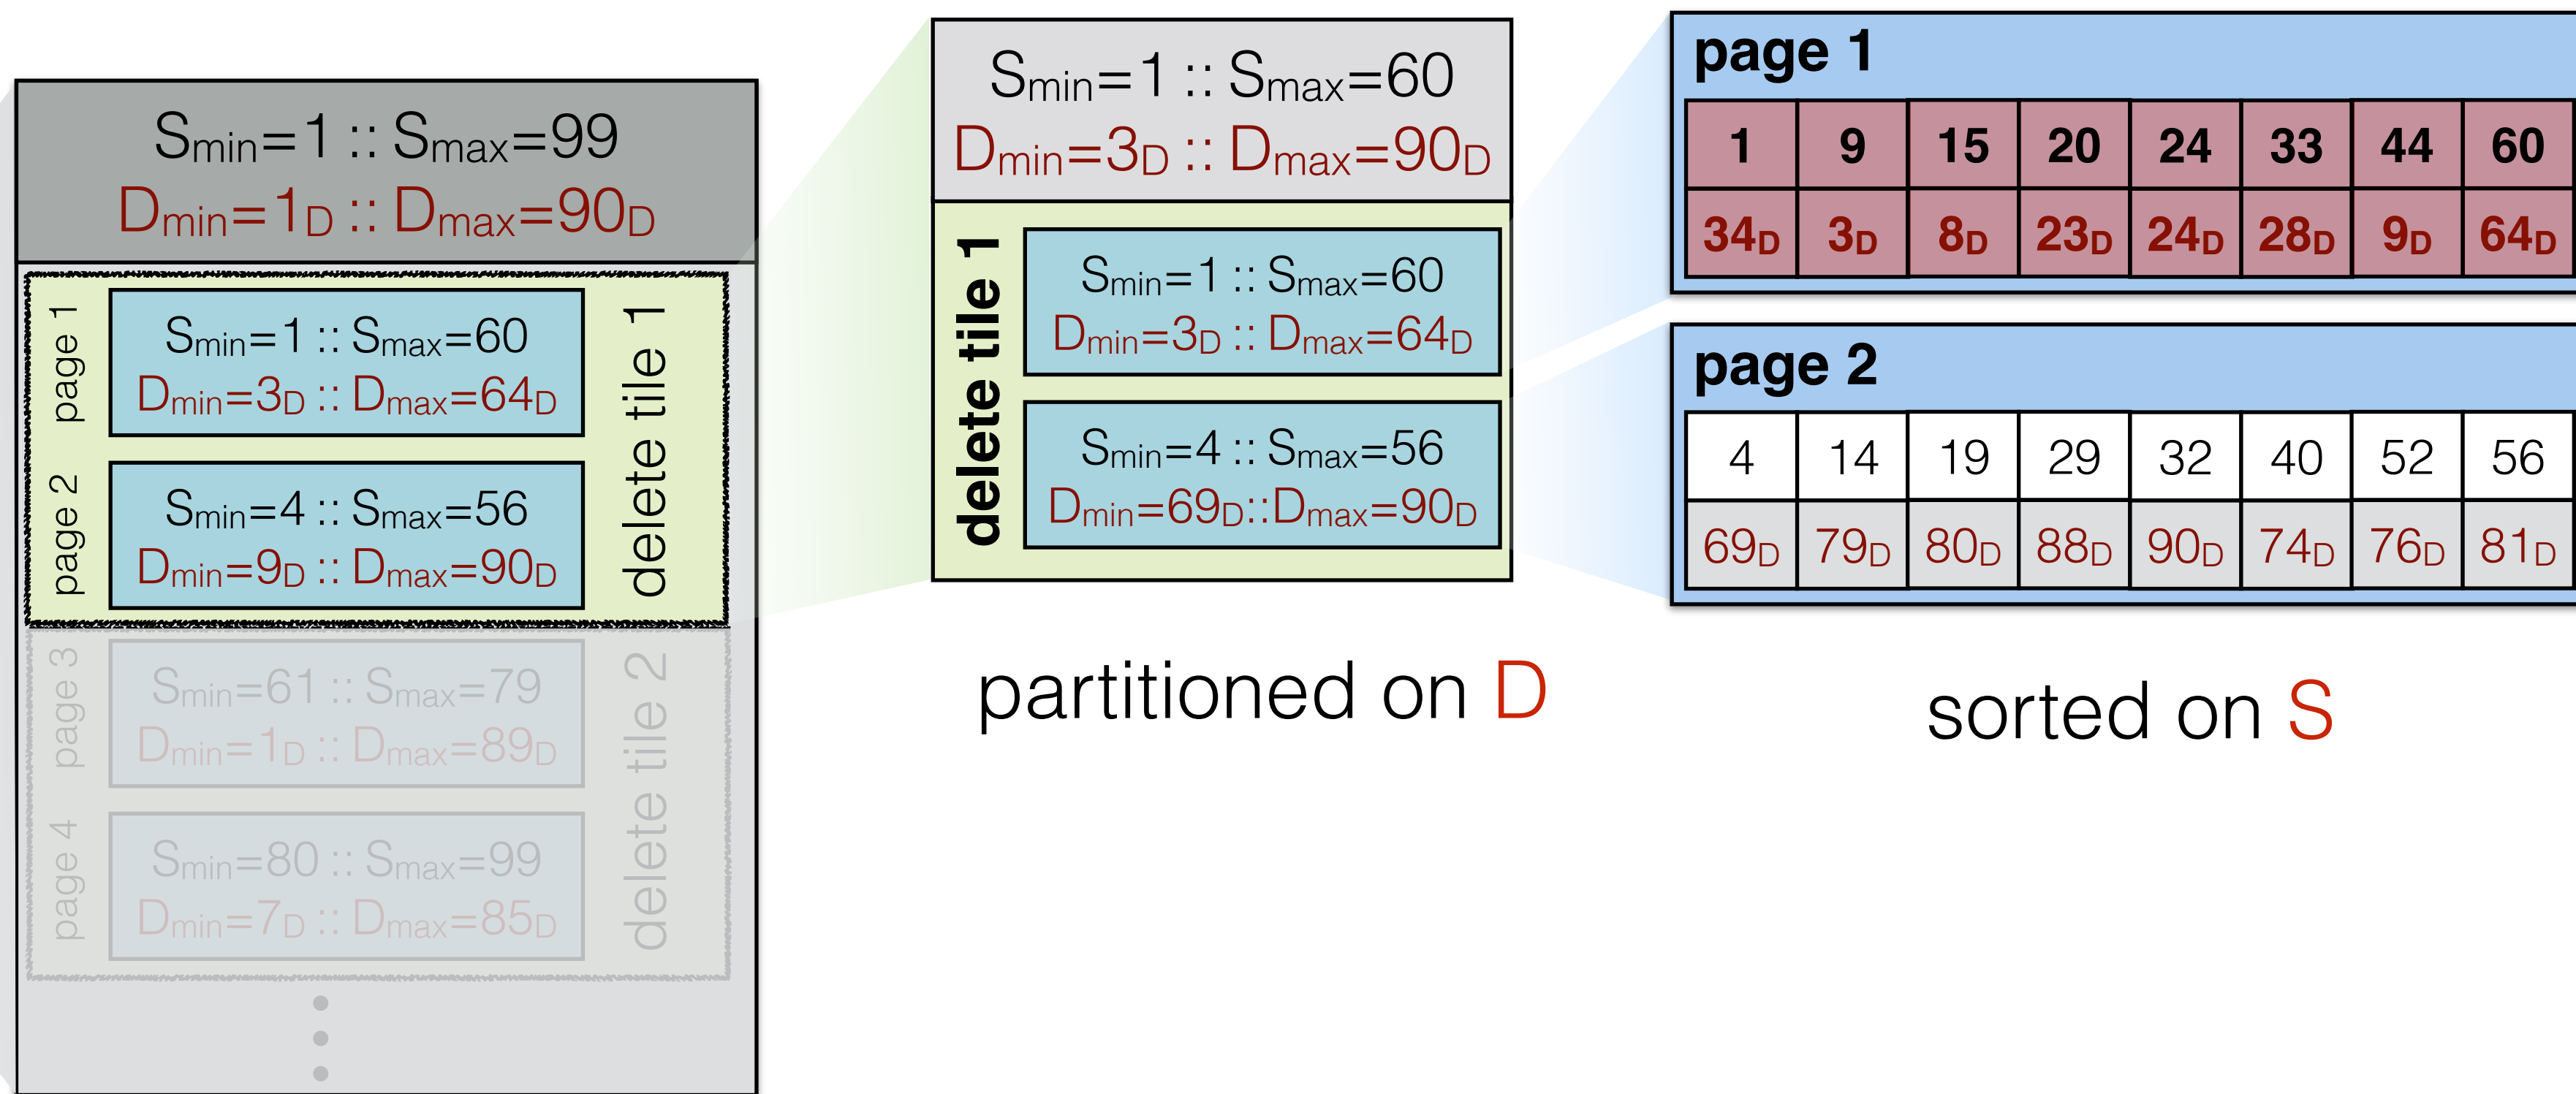 Smin=1 :: Smax=99
Dmin=1D :: Dmax=90D
page 1
Smin=1 :: Smax=60
Dmin=3D :: Dmax=64D
page 2
Smin=4 :: Smax=56
Dmin=9D :: Dmax=90D
delete tile 1
page 3
Smin=61 :: Smax=79
Dmin=1D :: Dmax=89D
page 4
Smin=80 :: Smax=99
Dmin=7D :: Dmax=85D
delete tile 2
Smin=1 :: Smax=60
Dmin=3D :: Dmax=90D
delete tile 1
Smin=1 :: Smax=60
Dmin=3D :: Dmax=64D
Smin=4 :: Smax=56
Dmin=69D::Dmax=90D
partitioned on D
page 1
1 9 15 20 24 33 44 60
34D 3D 8D 23D 24D 28D 9D 64D
page 2
4 14 19 29 32 40 52 56
69D 79D 80D 88D 90D 74D 76D 81D
sorted on S